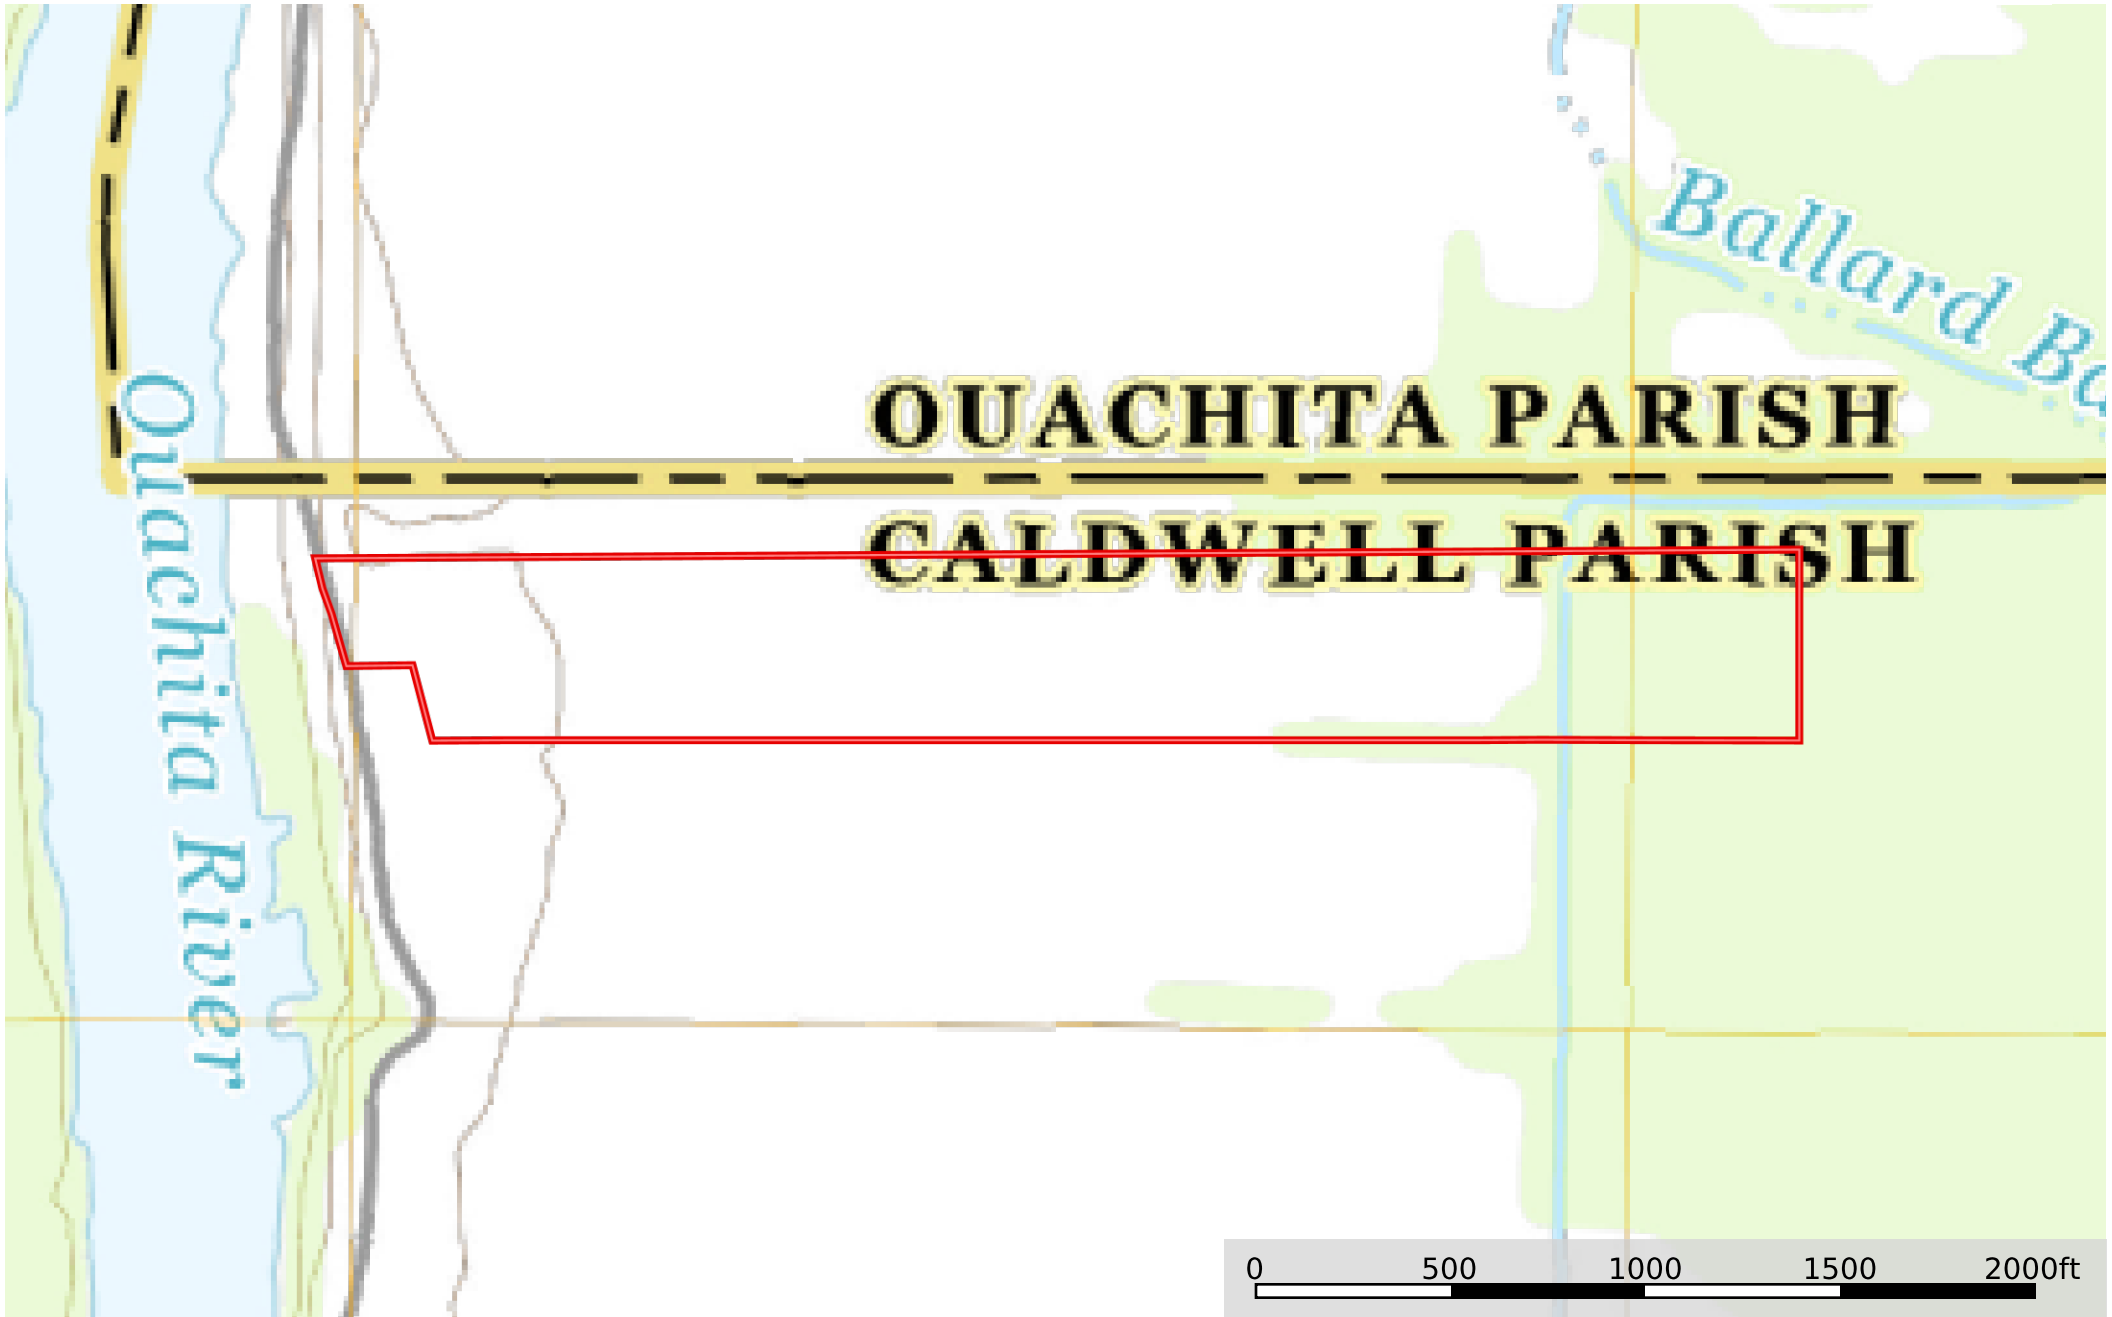 Ballard Ba
OUACHITA PARISH
CALDWELL PARISH
Ouachita River
0 500 1000 1500 2000ft